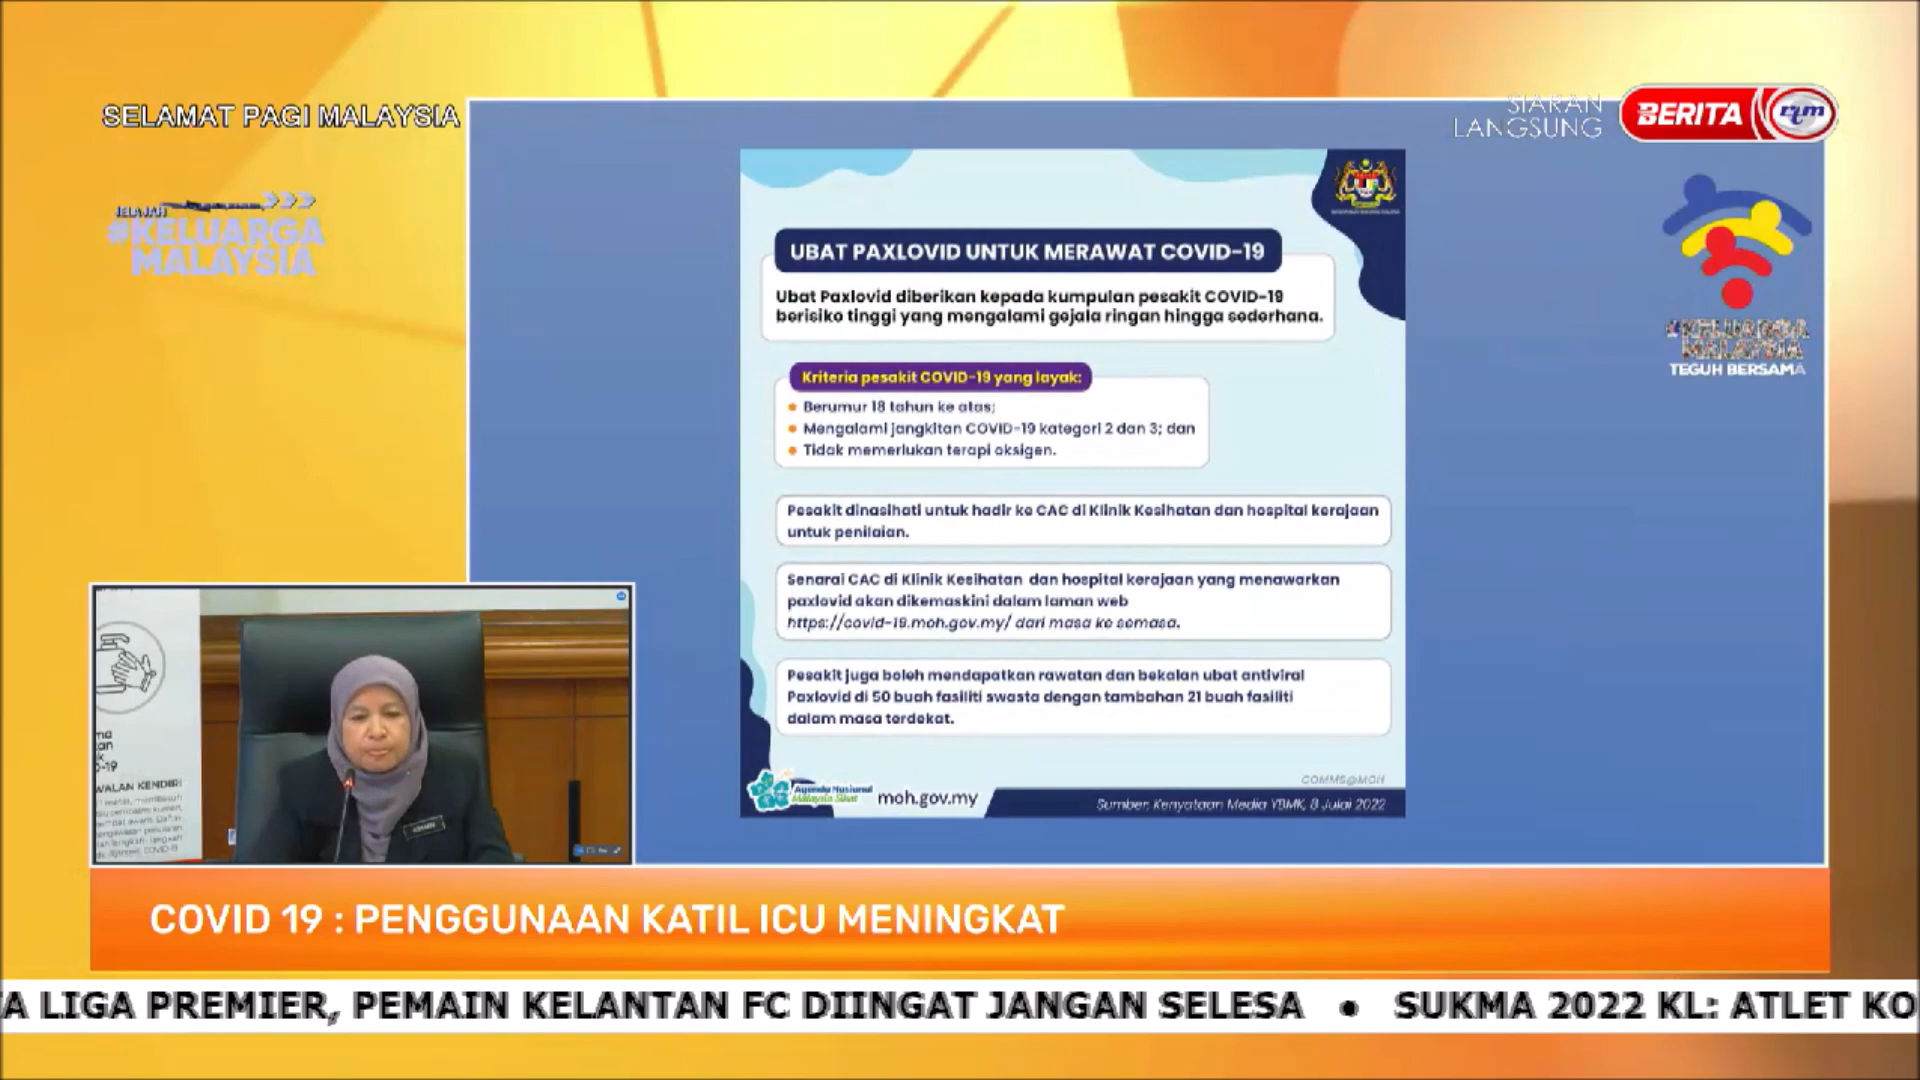 SELAMAT PAGI MALAYSIA
SIARAN
LANGSUNG
BERITA rtm
JELAJAH
#KELUARGA
MALAYSIA
#KELUARGA
MALAYSIA
TEGUH BERSAMA
UBAT PAXLOVID UNTUK MERAWAT COVID-19
Ubat Paxlovid diberikan kepada kumpulan pesakit COVID-19
berisiko tinggi yang mengalami gejala ringan hingga sederhana.
Kriteria pesakit COVID-19 yang layak:
Berumur 18 tahun ke atas;
Mengalami jangkitan COVID-19 kategori 2 dan 3; dan
Tidak memerlukan terapi oksigen.
Pesakit dinasihati untuk hadir ke CAC di Klinik Kesihatan dan hospital kerajaan
untuk penilaian.
Senarai CAC di Klinik Kesihatan dan hospital kerajaan yang menawarkan
paxlovid akan dikemaskini dalam laman web
https://covid-19.moh.gov.my/ dari masa ke semasa.
Pesakit juga boleh mendapatkan rawatan dan bekalan ubat antiviral
Paxlovid di 50 buah fasiliti swasta dengan tambahan 21 buah fasiliti
dalam masa terdekat.
COMMS@MOH
Agenda Nasional
Malaysia Sihat
moh.gov.my
Sumber: Kenyataan Media YBMK, 8 Julai 2022
WALAN KENDIRI
COVID 19 : PENGGUNAAN KATIL ICU MENINGKAT
A LIGA PREMIER, PEMAIN KELANTAN FC DIINGAT JANGAN SELESA • SUKMA 2022 KL: ATLET KO